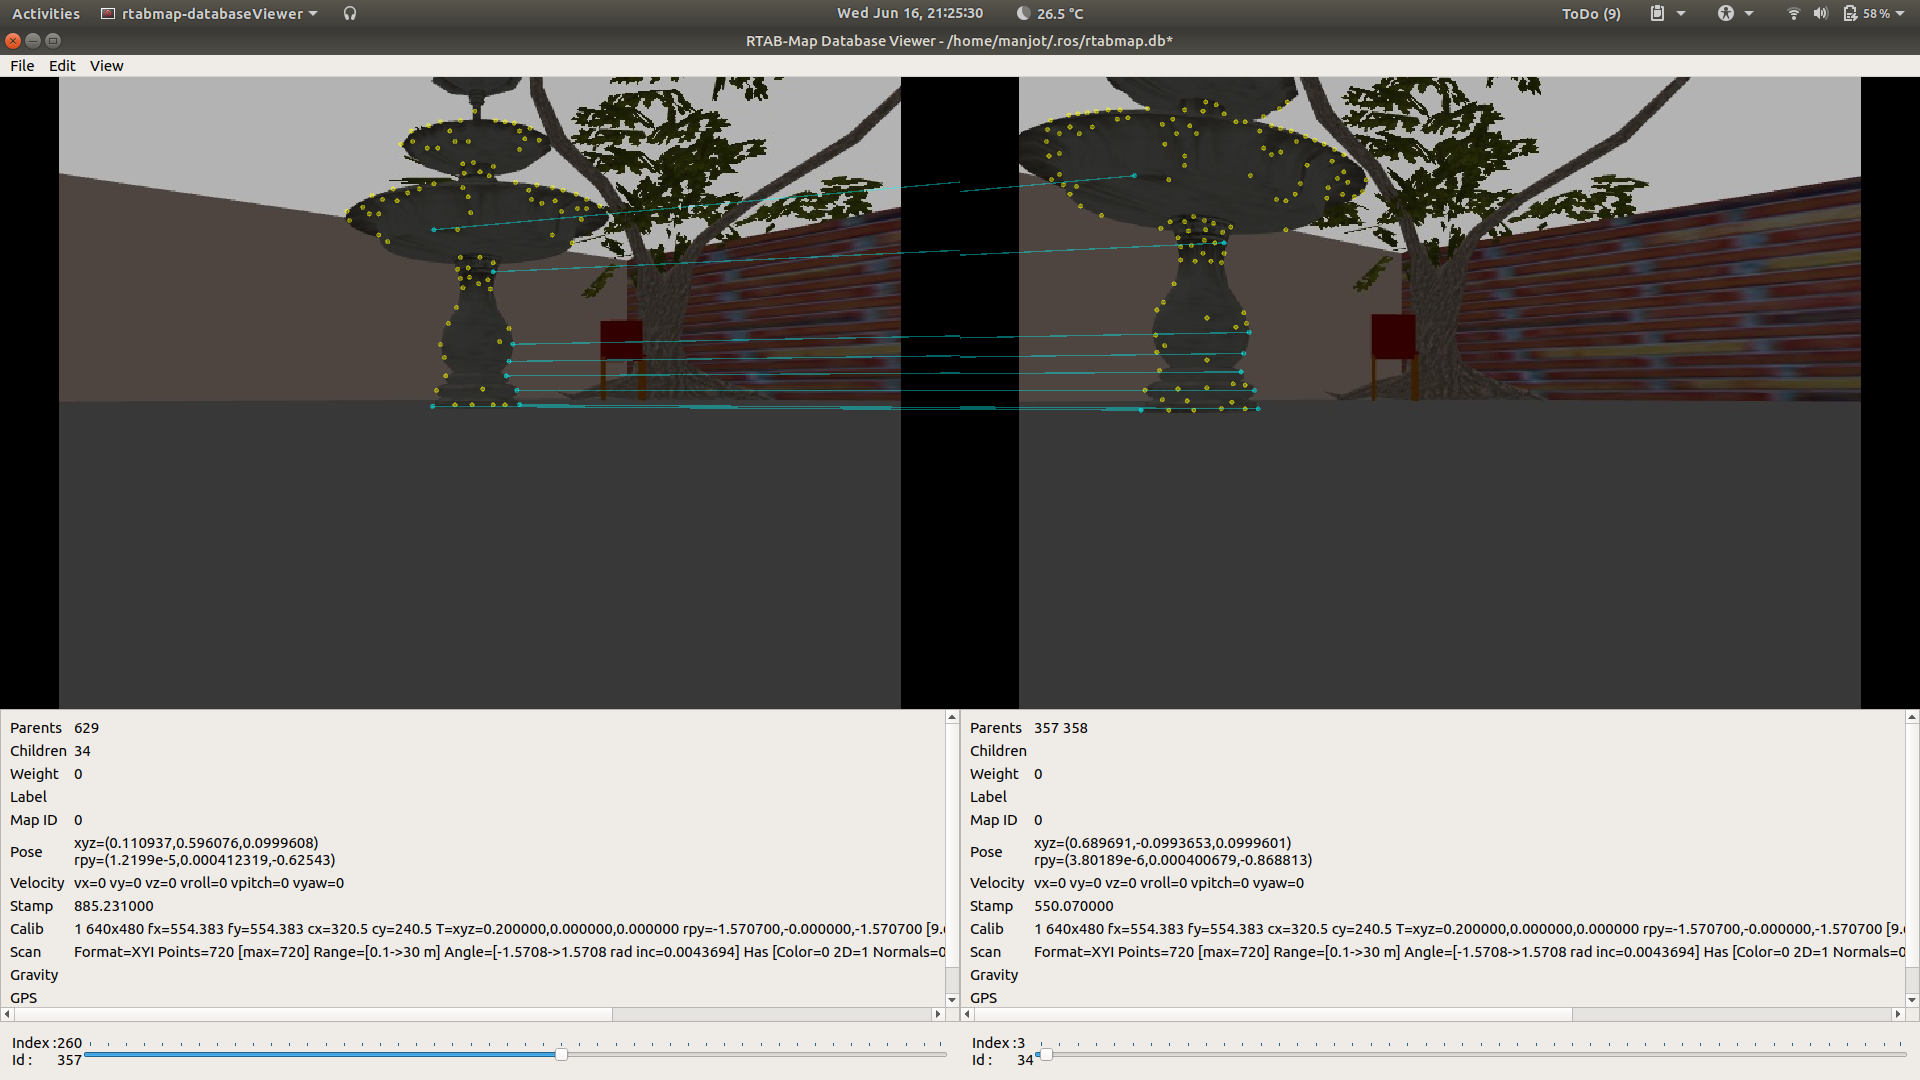 Activities rtabmap-databaseViewer Wed Jun 16, 21:25:30 26.5 °C ToDo (9) 58 %
RTAB-Map Database Viewer - /home/manjot/.ros/rtabmap.db*
File Edit View
Parents 629
Children 34
Weight 0
Label
Map ID 0
Pose xyz=(0.110937,0.596076,0.0999608)
rpy=(1.2199e-5,0.000412319,-0.62543)
Velocity vx=0 vy=0 vz=0 vroll=0 vpitch=0 vyaw=0
Stamp 885.231000
Calib 1 640x480 fx=554.383 fy=554.383 cx=320.5 cy=240.5 T=xyz=0.200000,0.000000,0.000000 rpy=-1.570700,-0.000000,-1.570700 [9.
Scan Format=XYI Points=720 [max=720] Range=[0.1->30 m] Angle=[-1.5708->1.5708 rad inc=0.0043694] Has [Color=0 2D=1 Normals=0
Gravity
GPS
Index :260
Id : 357
Parents 357 358
Children
Weight 0
Label
Map ID 0
Pose xyz=(0.689691,-0.0993653,0.0999601)
rpy=(3.80189e-6,0.000400679,-0.868813)
Velocity vx=0 vy=0 vz=0 vroll=0 vpitch=0 vyaw=0
Stamp 550.070000
Calib 1 640x480 fx=554.383 fy=554.383 cx=320.5 cy=240.5 T=xyz=0.200000,0.000000,0.000000 rpy=-1.570700,-0.000000,-1.570700 [9.
Scan Format=XYI Points=720 [max=720] Range=[0.1->30 m] Angle=[-1.5708->1.5708 rad inc=0.0043694] Has [Color=0 2D=1 Normals=0
Gravity
GPS
Index :3
Id : 34